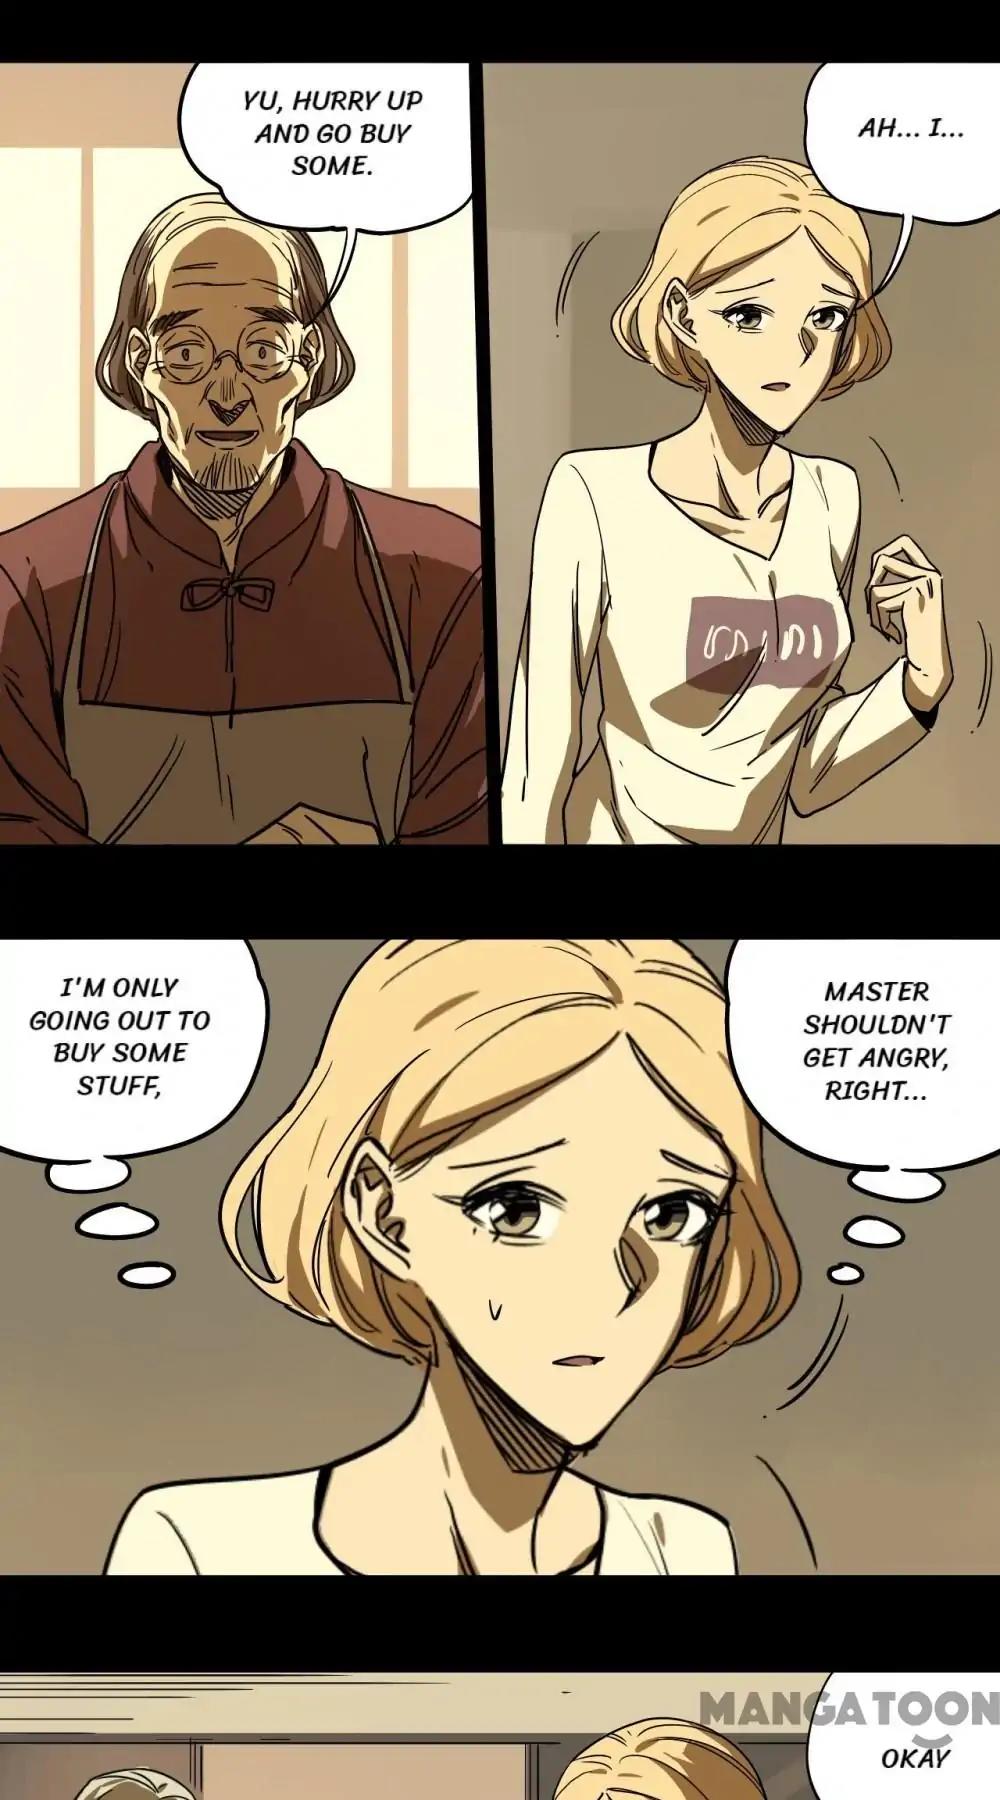 YU, HURRY UP
AND GO BUY
SOME.
AH... I...
I'M ONLY
GOING OUT TO
BUY SOME
STUFF,
MASTER
SHOULDN'T
GET ANGRY,
RIGHT...
MANGATOON
OKAY